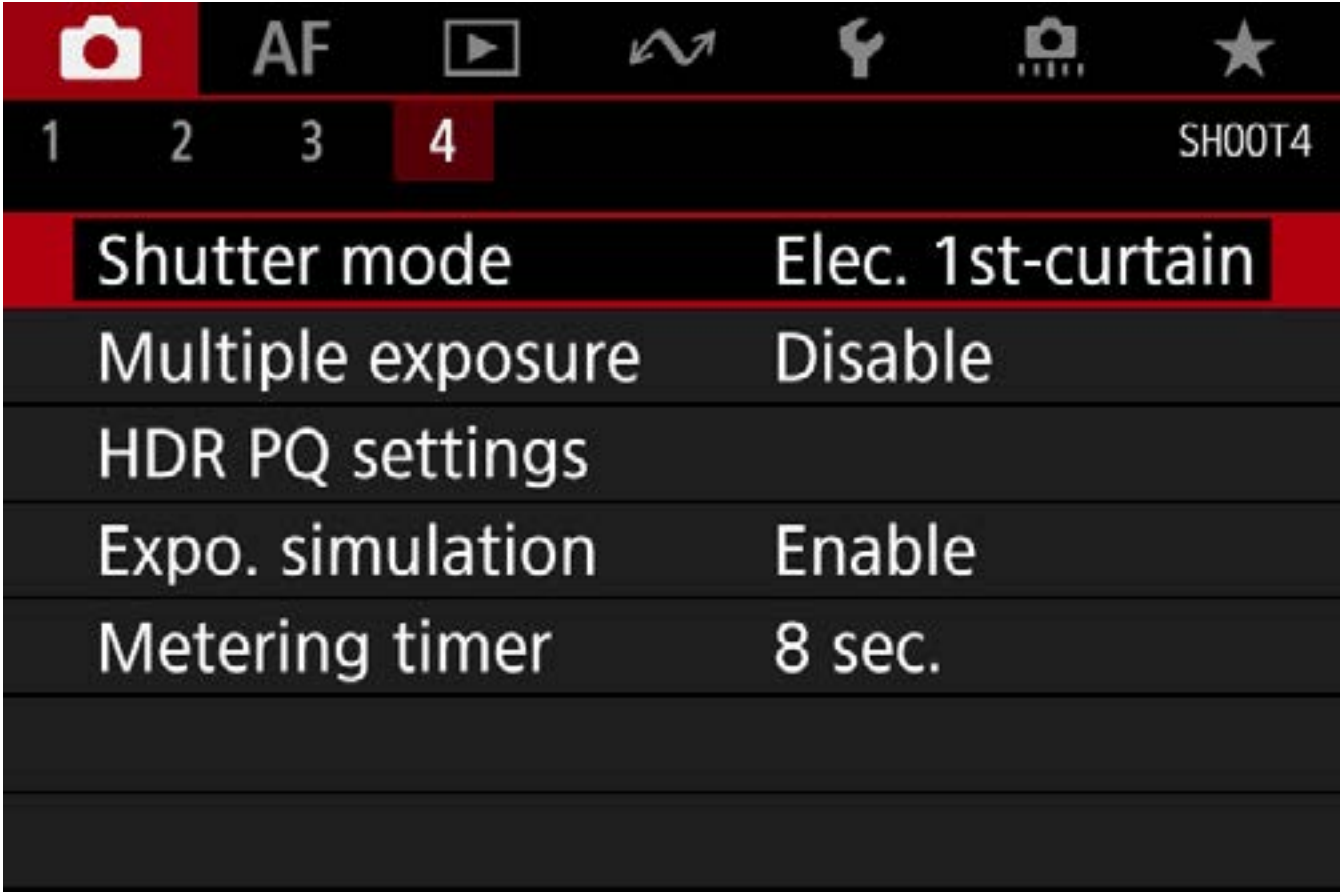 AF
1 2 3 4 SHOOT4
Shutter mode Elec. 1st-curtain
Multiple exposure Disable
HDR PQ settings
Expo. simulation Enable
Metering timer 8 sec.